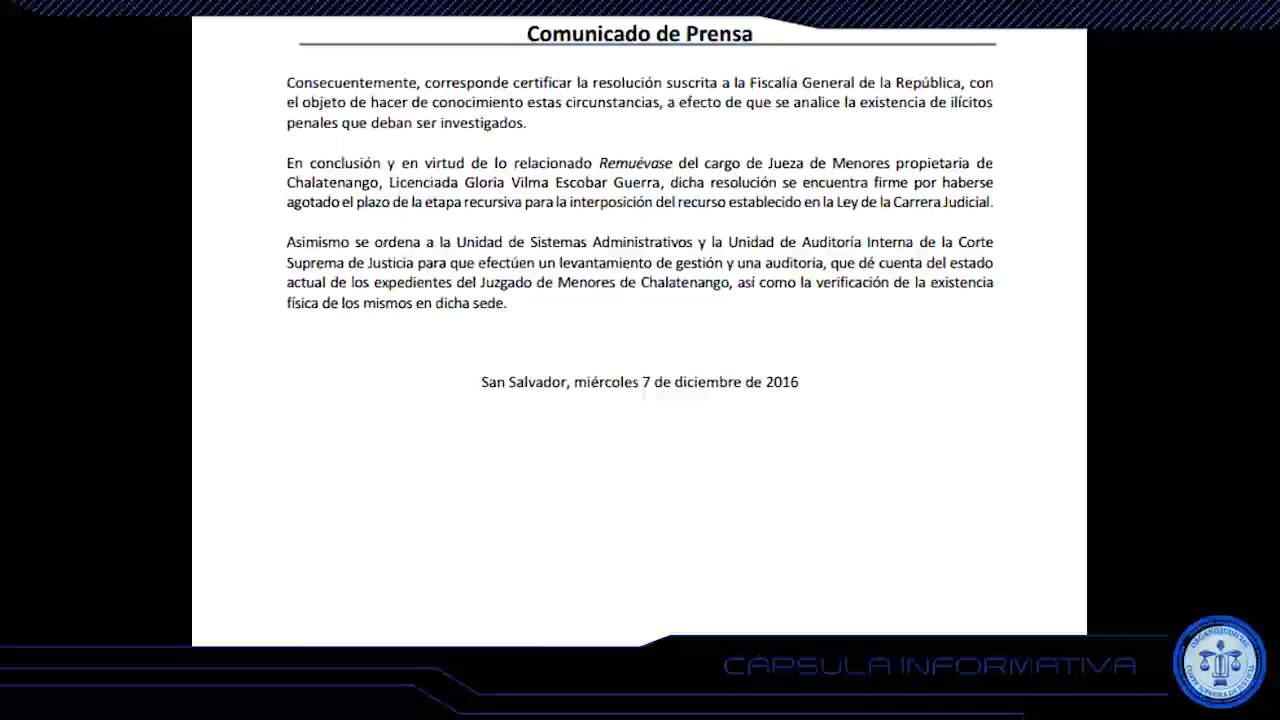 Comunicado de Prensa
Consecuentemente, corresponde certificar la resolución suscrita a la Fiscalía General de la República, con
el objeto de hacer de conocimiento estas circunstancias, a efecto de que se analice la existencia de ilícitos
penales que deban ser investigados.
En conclusión y en virtud de lo relacionado Remuévase del cargo de Jueza de Menores propietaria de
Chalatenango, Licenciada Gloria Vilma Escobar Guerra, dicha resolución se encuentra firme por haberse
agotado el plazo de la etapa recursiva para la interposición del recurso establecido en la Ley de la Carrera Judicial.
Asimismo se ordena a la Unidad de Sistemas Administrativos y la Unidad de Auditoría Interna de la Corte
Suprema de Justicia para que efectúen un levantamiento de gestión y una auditoria, que dé cuenta del estado
actual de los expedientes del Juzgado de Menores de Chalatenango, así como la verificación de la existencia
física de los mismos en dicha sede.
San Salvador, miércoles 7 de diciembre de 2016
CÁPSULA INFORMATIVA
ORGANO JUDICIAL
CORTE SUPREMA DE JUSTICIA